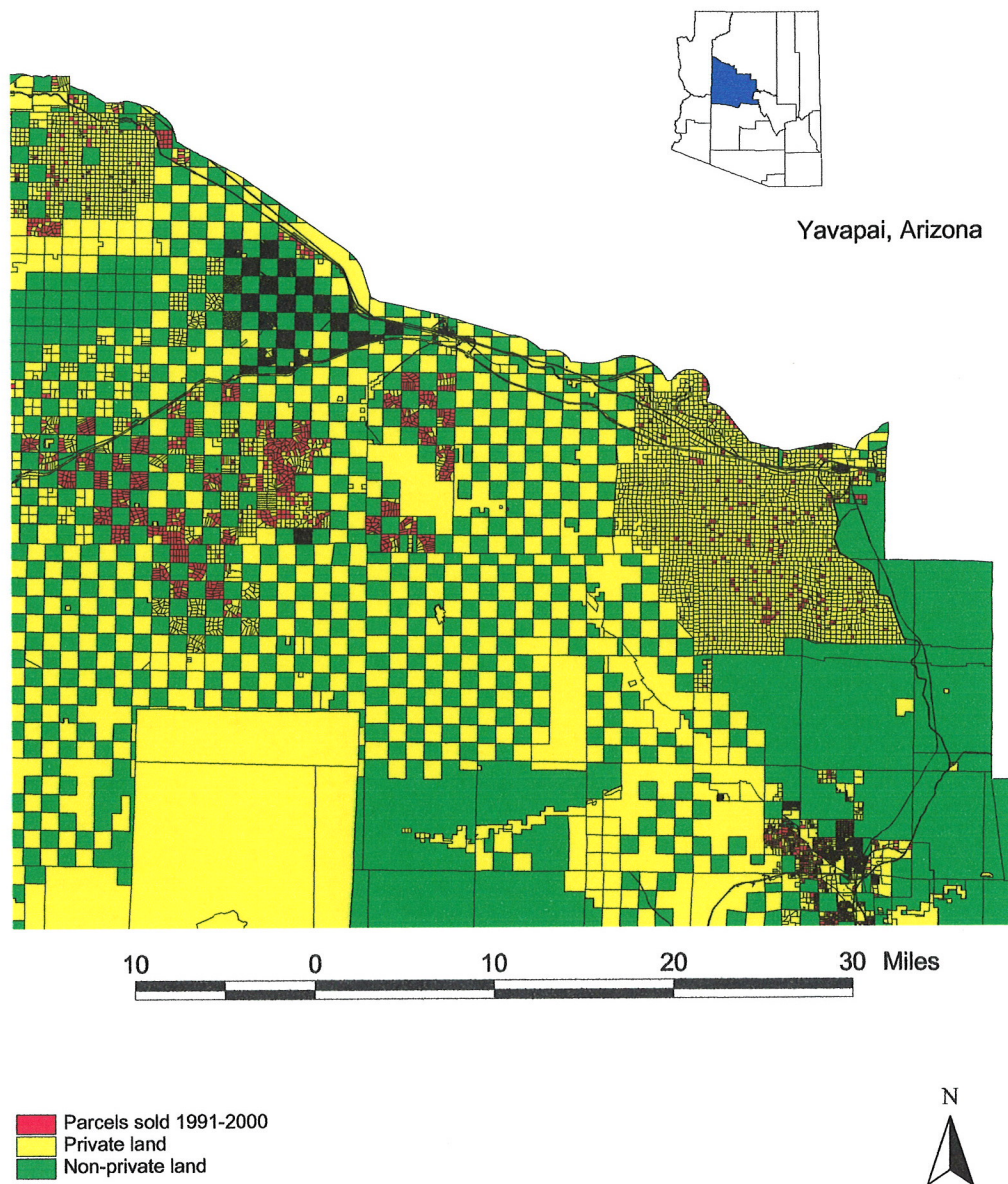 Yavapai, Arizona
10 0 10 20 30 Miles
N
Parcels sold 1991-2000
Private land
Non-private land